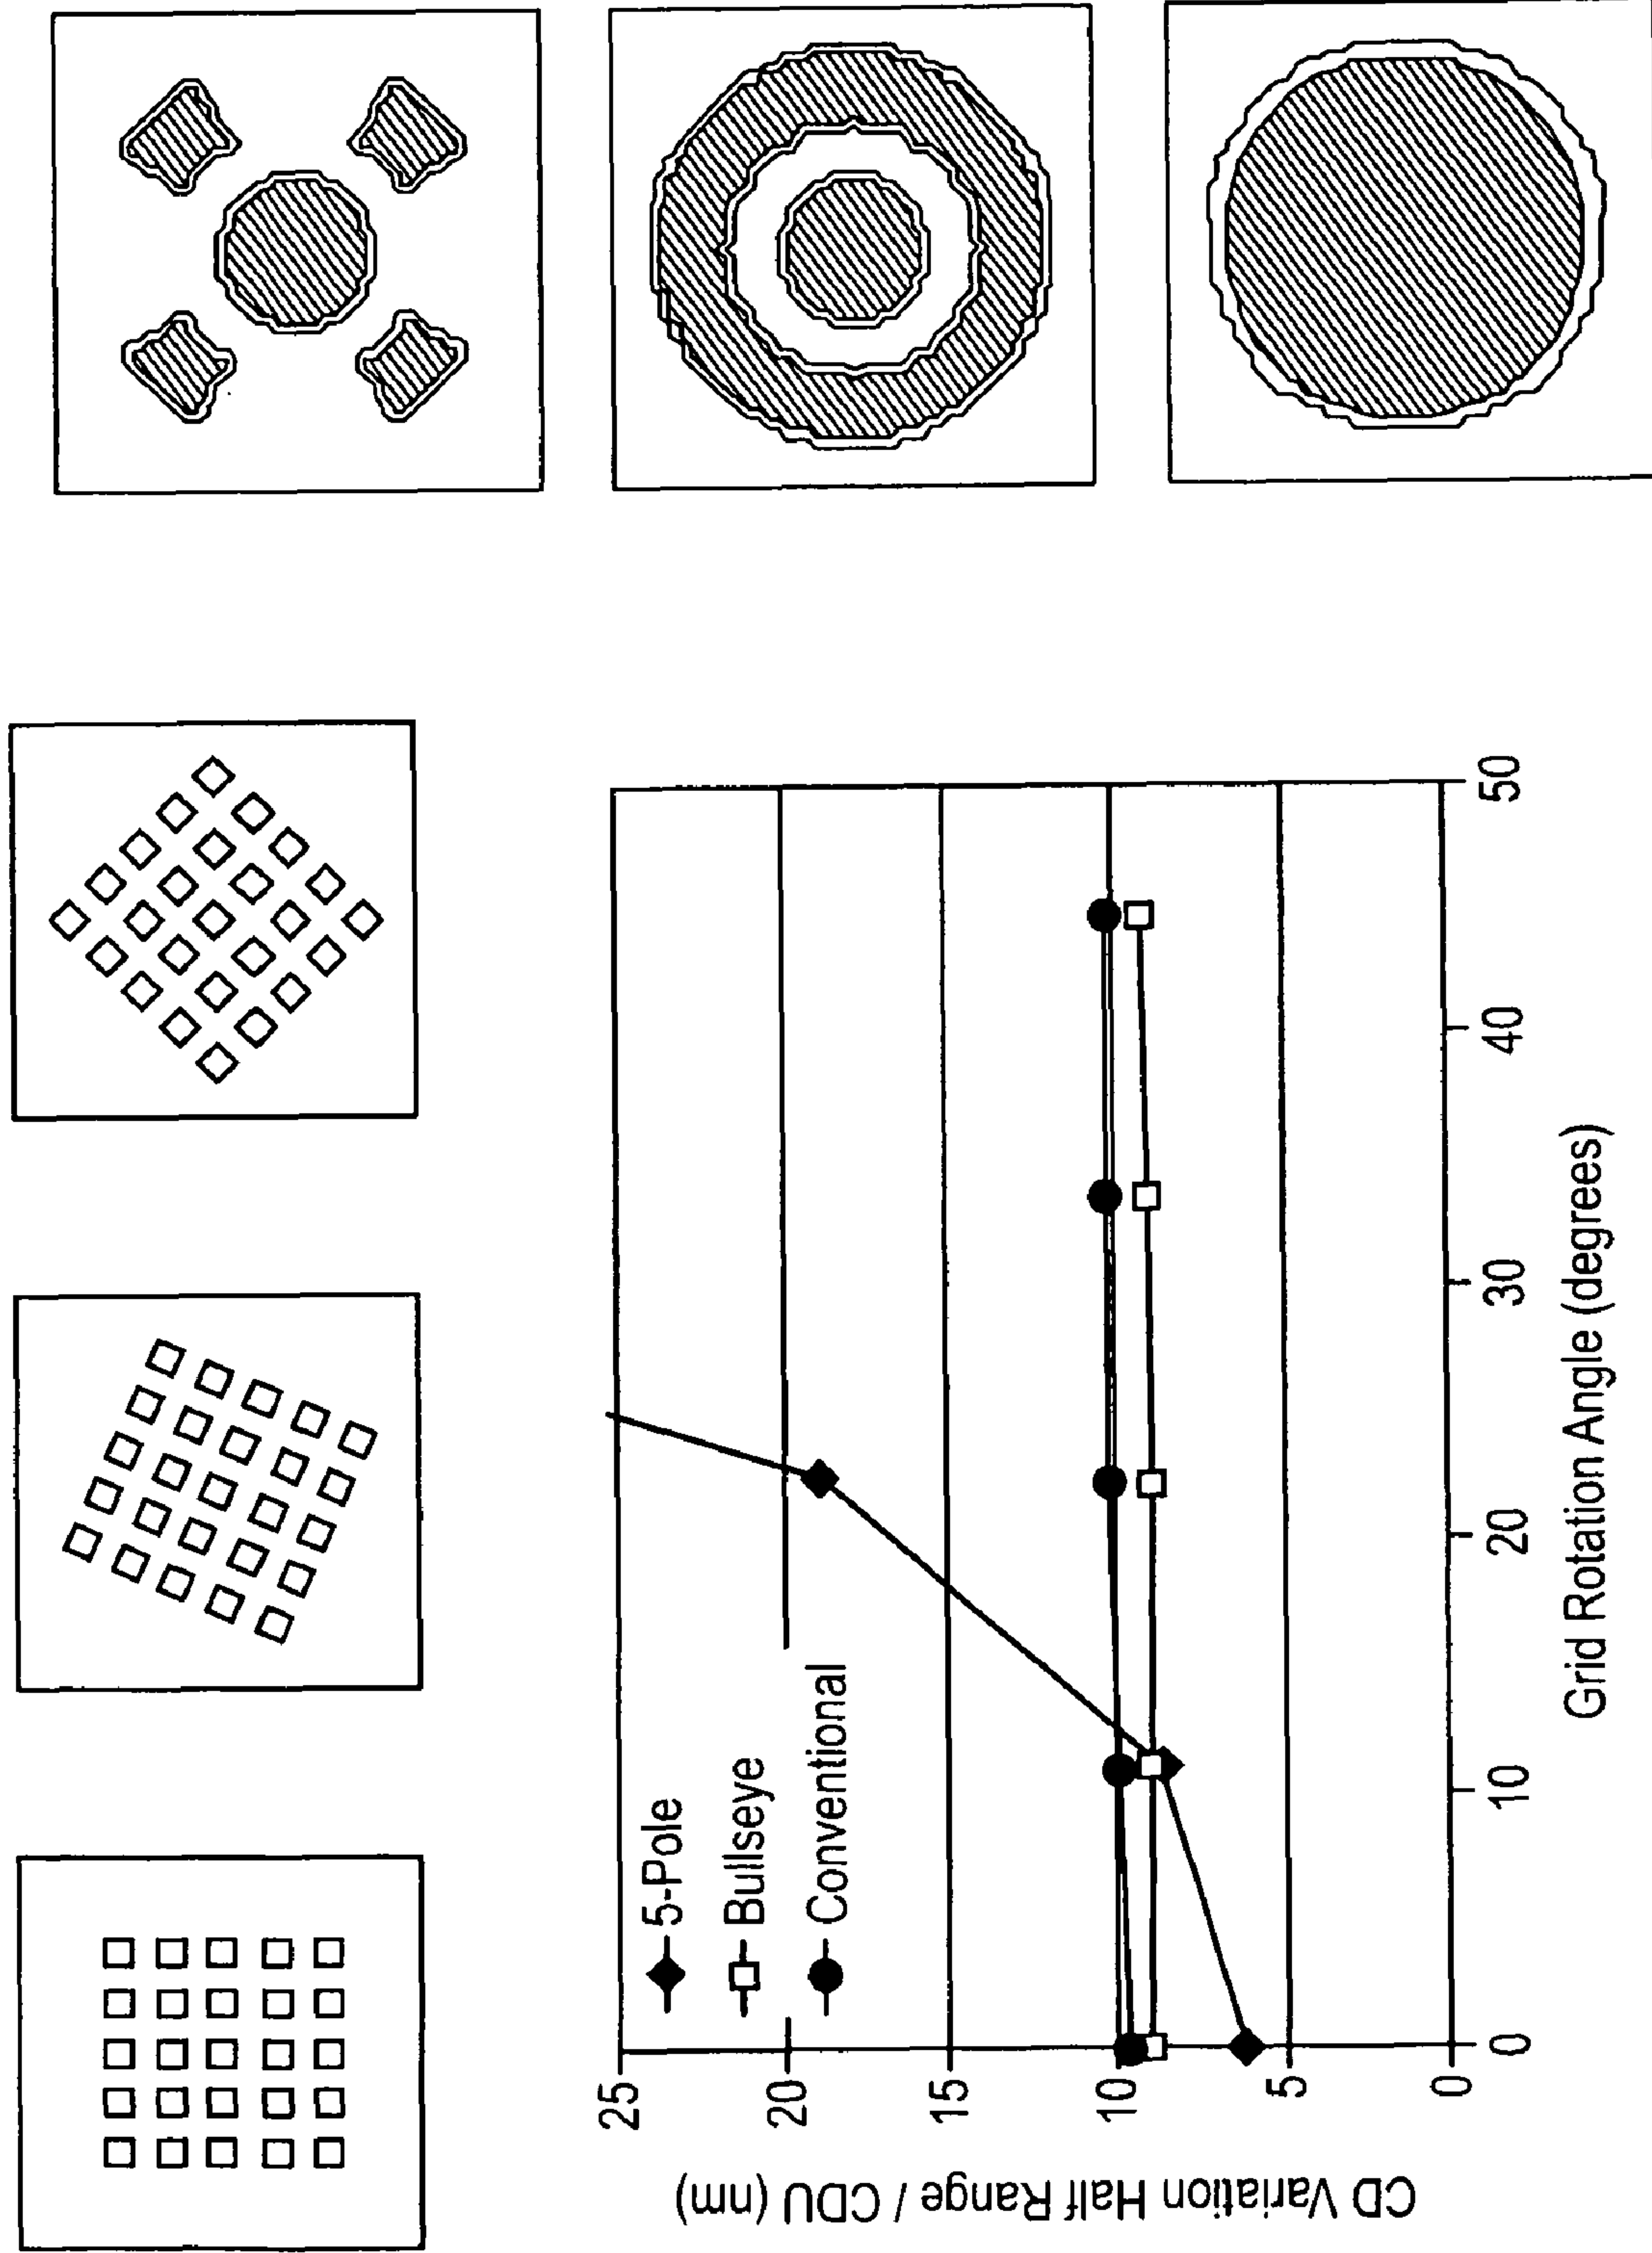 5-Pole
Bullseye
Conventional
25
20
15
10
5
0
CD Variation Half Range / CDU (nm)
0
10
20
30
40
50
Grid Rotation Angle (degrees)